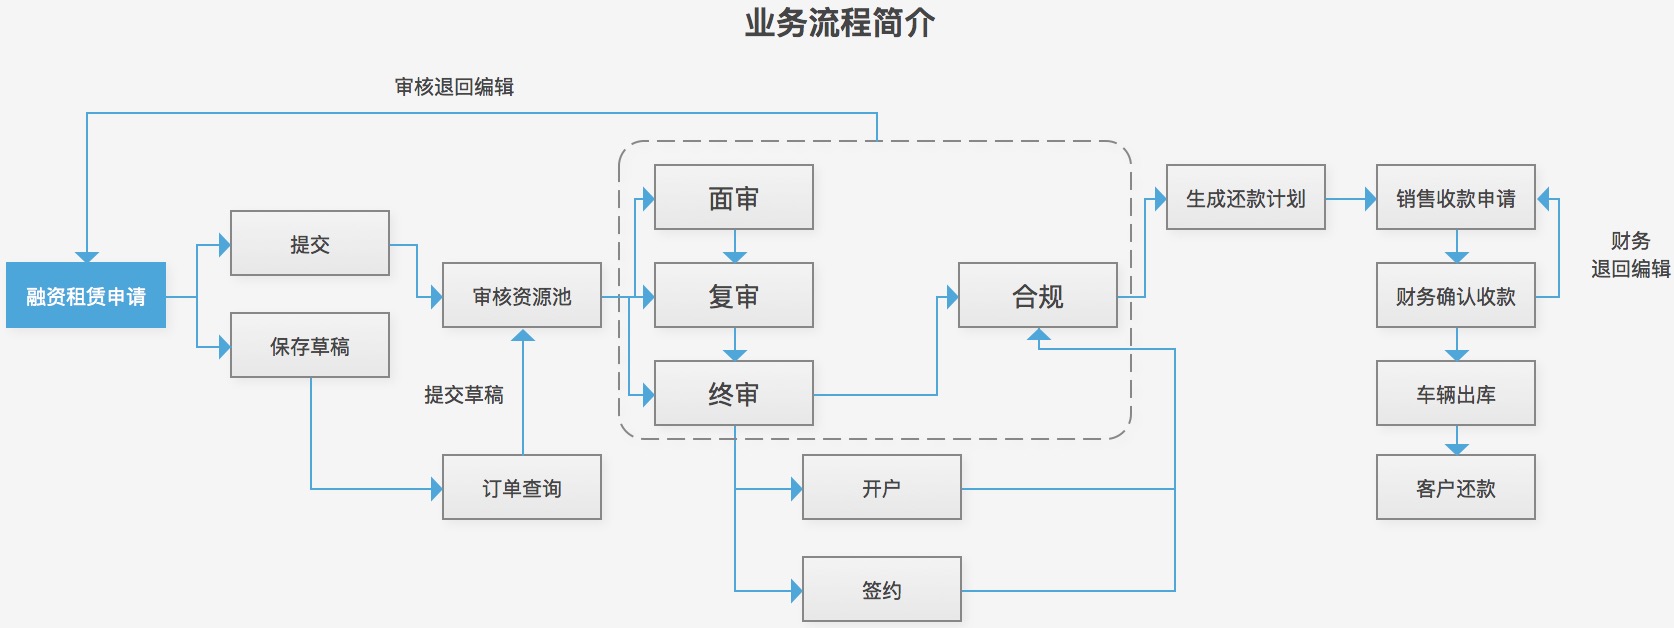 业务流程简介
审核退回编辑
融资租赁申请
提交
保存草稿
审核资源池
提交草稿
订单查询
面审
复审
终审
合规
开户
签约
生成还款计划
销售收款申请
财务确认收款
财务
退回编辑
车辆出库
客户还款